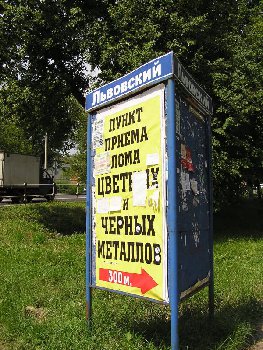 Львовский
ПУНКТ
ПРИЕМА
ЛОМА
ЦВЕТНЫХ
и
ЧЕРНЫХ
МЕТАЛЛОВ
300 м.